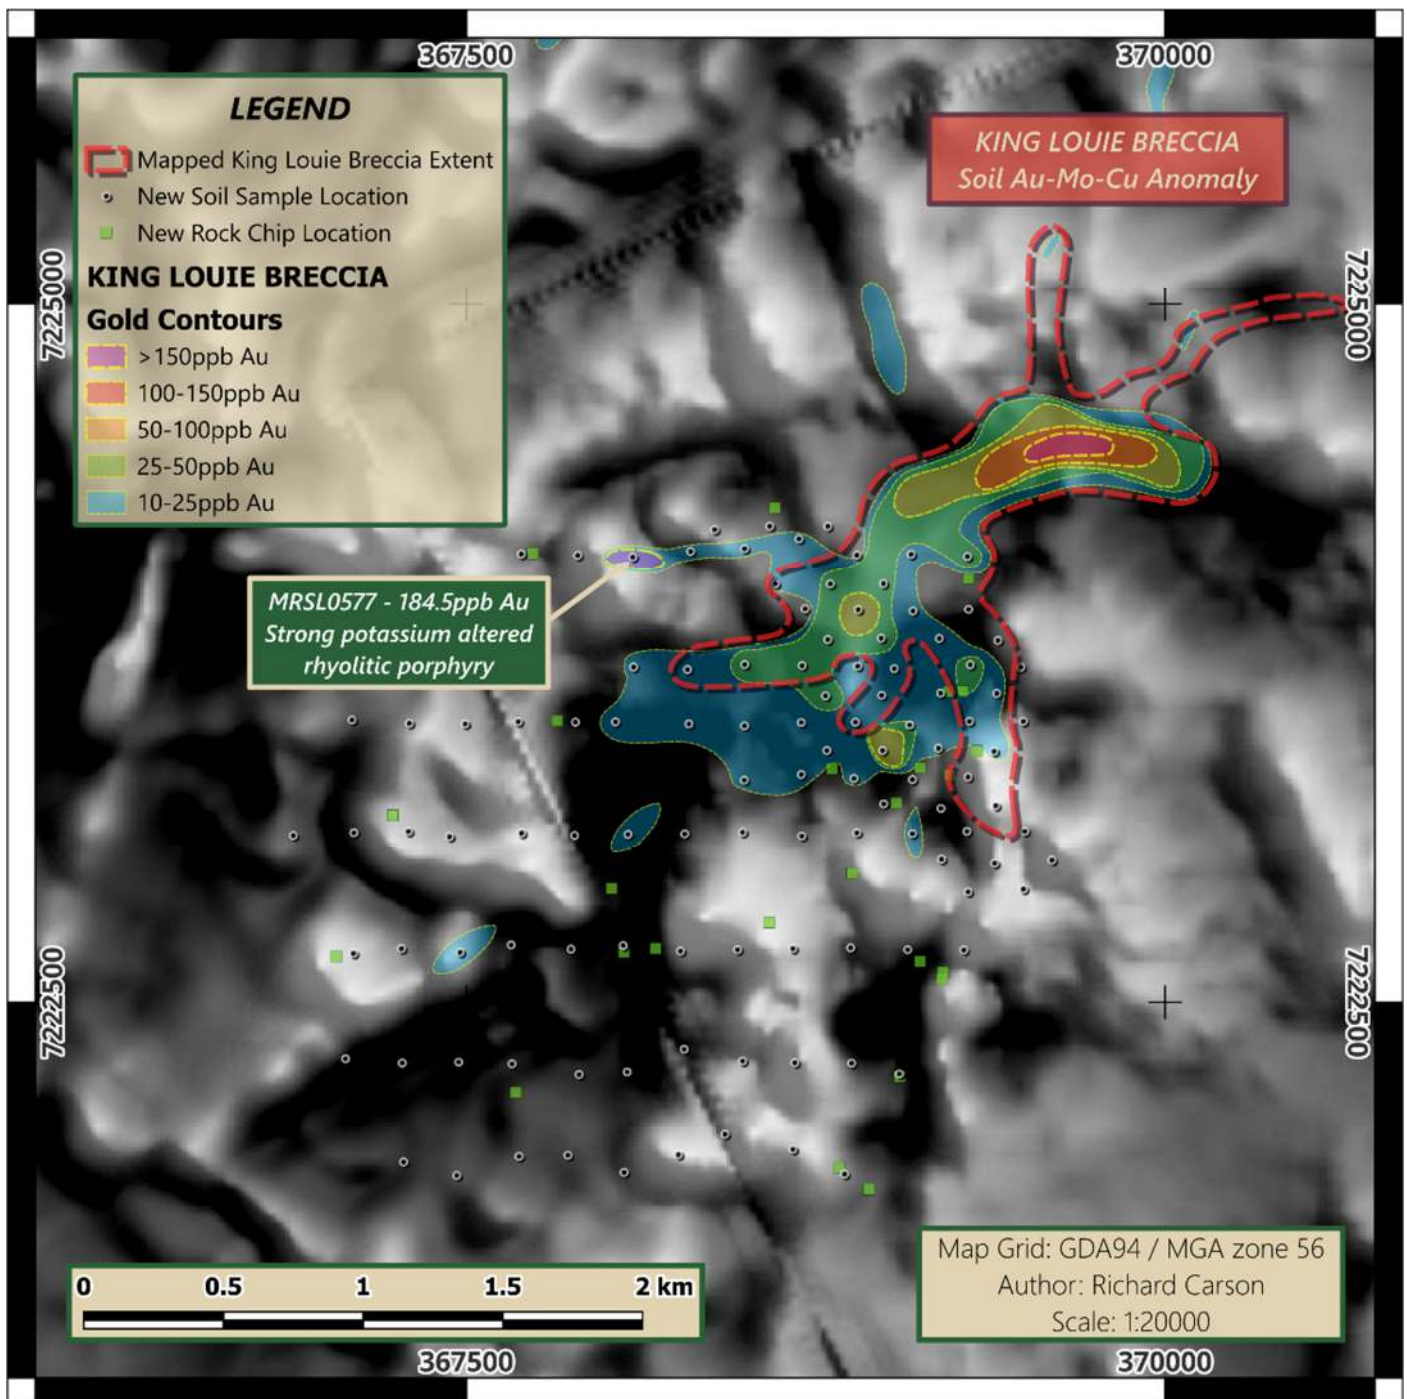 367500
370000
LEGEND
Mapped King Louie Breccia Extent
New Soil Sample Location
New Rock Chip Location
KING LOUIE BRECCIA
Gold Contours
>150ppb Au
100-150ppb Au
50-100ppb Au
25-50ppb Au
10-25ppb Au
KING LOUIE BRECCIA
Soil Au-Mo-Cu Anomaly
7225000
7225000
MRSL0577 - 184.5ppb Au
Strong potassium altered
rhyolitic porphyry
7222500
7222500
Map Grid: GDA94 / MGA zone 56
Author: Richard Carson
Scale: 1:20000
0 0.5 1 1.5 2 km
367500
370000